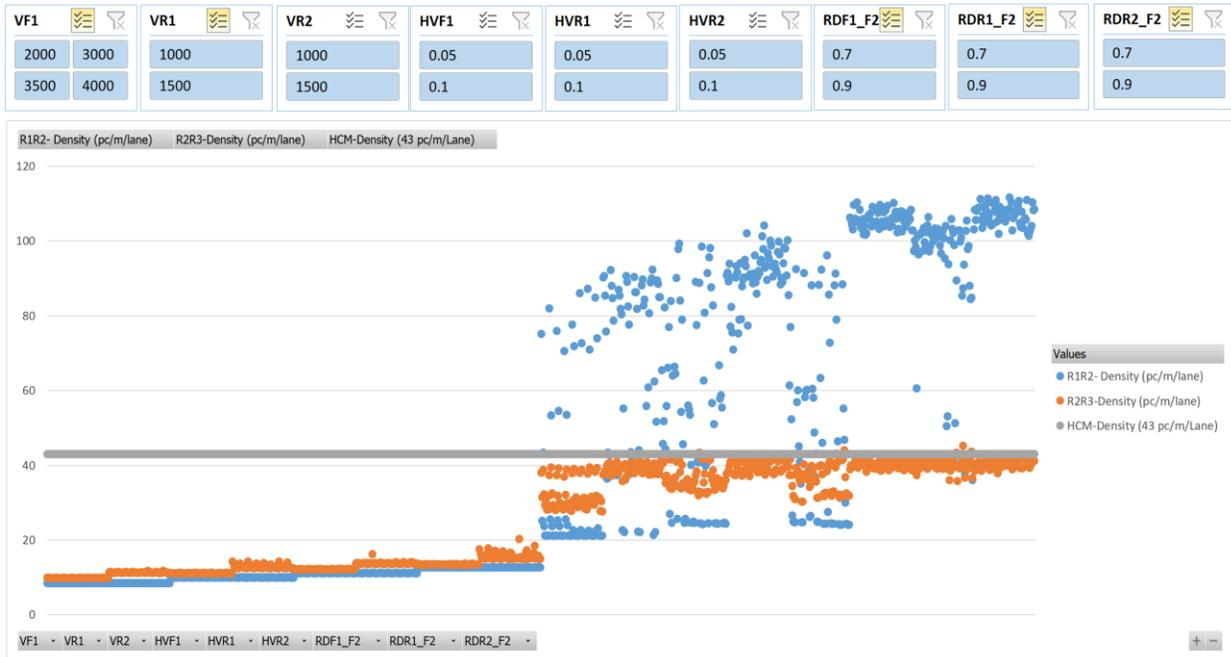 VF1 VR1 VR2 HVF1 HVR1 HVR2 RDF1_F2 RDR1_F2 RDR2_F2
2000 3000 1000 1000 0.05 0.05 0.05 0.7 0.7 0.7
3500 4000 1500 1500 0.1 0.1 0.1 0.9 0.9 0.9
R1R2- Density (pc/m/lane) R2R3-Density (pc/m/lane) HCM-Density (43 pc/m/Lane)
120
100
80
60
40
20
0
Values
R1R2- Density (pc/m/lane)
R2R3-Density (pc/m/lane)
HCM-Density (43 pc/m/Lane)
VF1 VR1 VR2 HVF1 HVR1 HVR2 RDF1_F2 RDR1_F2 RDR2_F2
+ −